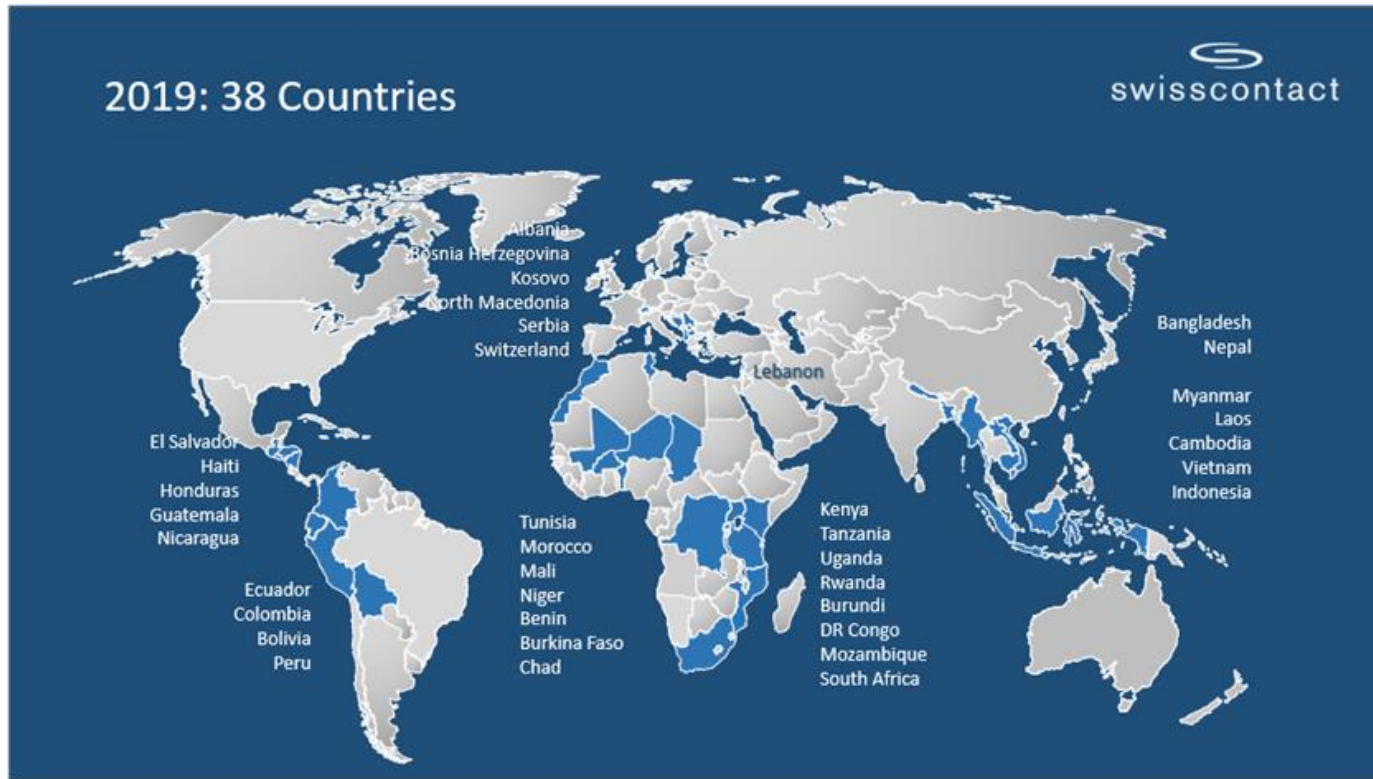 2019: 38 Countries
swisscontact
Albania
Bosnia Herzegovina
Kosovo
North Macedonia
Serbia
Switzerland
Lebanon
Bangladesh
Nepal
Myanmar
Laos
Cambodia
Vietnam
Indonesia
El Salvador
Haiti
Honduras
Guatemala
Nicaragua
Ecuador
Colombia
Bolivia
Peru
Tunisia
Morocco
Mali
Niger
Benin
Burkina Faso
Chad
Kenya
Tanzania
Uganda
Rwanda
Burundi
DR Congo
Mozambique
South Africa